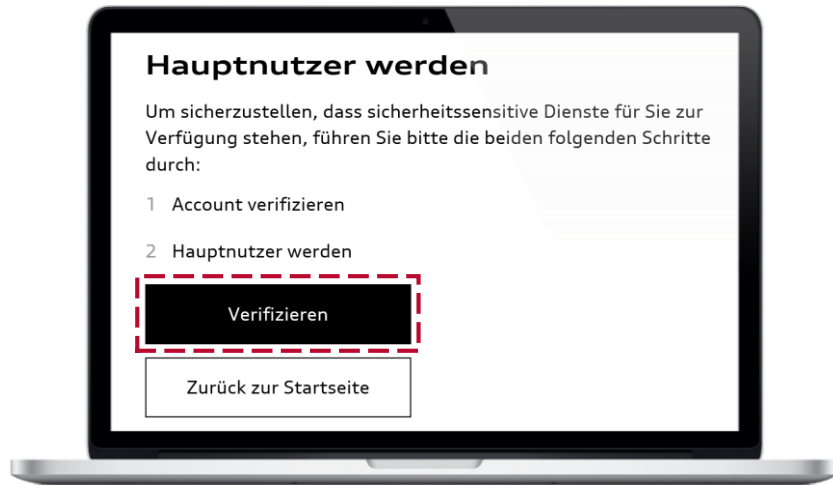 Hauptnutzer werden
Um sicherzustellen, dass sicherheitssensitive Dienste für Sie zur
Verfügung stehen, führen Sie bitte die beiden folgenden Schritte
durch:
1 Account verifizieren
2 Hauptnutzer werden
Verifizieren
Zurück zur Startseite